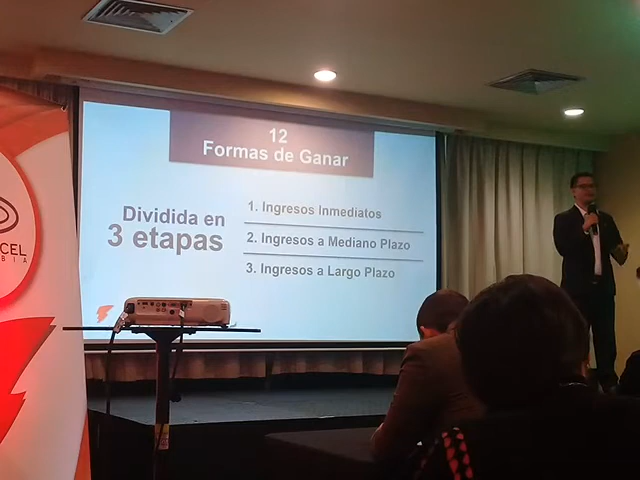 12
Formas de Ganar
Dividida en
3 etapas
1. Ingresos Inmediatos
2. Ingresos a Mediano Plazo
3. Ingresos a Largo Plazo
CEL
BIA